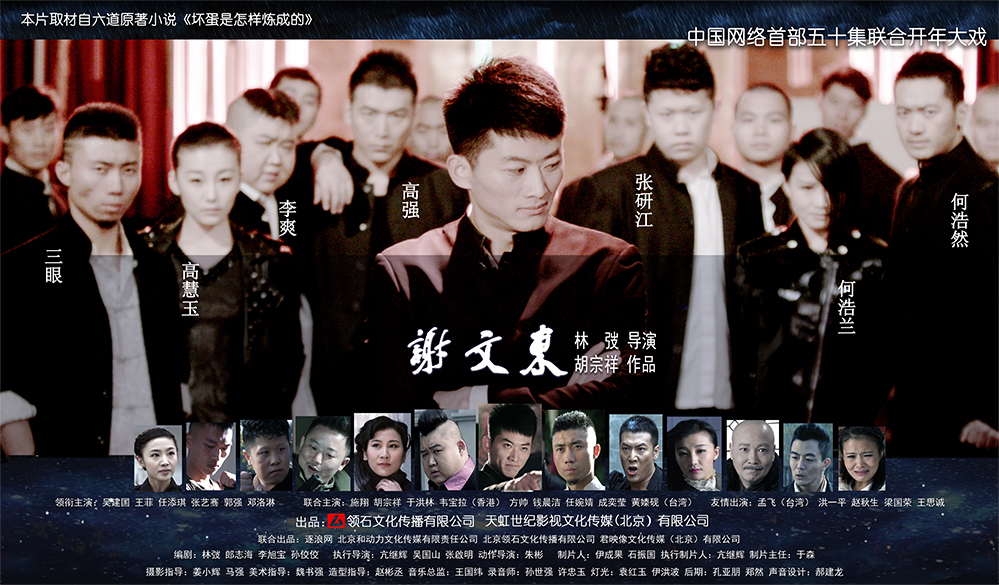 本片取材自六道原著小说《坏蛋是怎样炼成的》
中国网络首部五十集联合开年大戏
三眼
高慧玉
李爽
高强
张研江
何浩兰
何浩然
謝文東
林弢 导演
胡宗祥 作品
领衔主演：吴建国 王菲 任添琪 张艺骞 郭强 邓洛淋 联合主演：施翔 胡宗祥 于洪林 韦宝拉（香港） 方帅 钱晨洁 任婉婧 成奕莹 黄臻砚（台湾） 友情出演：孟飞（台湾） 洪一平 赵秋生 梁国荣 王思诚
出品：领石文化传播有限公司 天虹世纪影视文化传媒(北京）有限公司
联合出品：逐浪网 北京和动力文化传媒有限责任公司 北京领石文化传播有限公司 君映像文化传媒（北京）有限公司
编剧：林弢 郎志海 李旭宝 孙佼佼 执行导演：亢继辉 吴国山 张啟明 动作导演：朱彬 制片人：伊成果 石振国 执行制片人：亢继辉 制片主任：于森
摄影指导：姜小辉 马强 美术指导：魏书强 造型指导：赵彬丞 音乐总监：王国纬 录音师：孙世强 许忠玉 灯光：袁红玉 伊洪波 后期：孔亚朋 郑然 声音设计：郝建龙